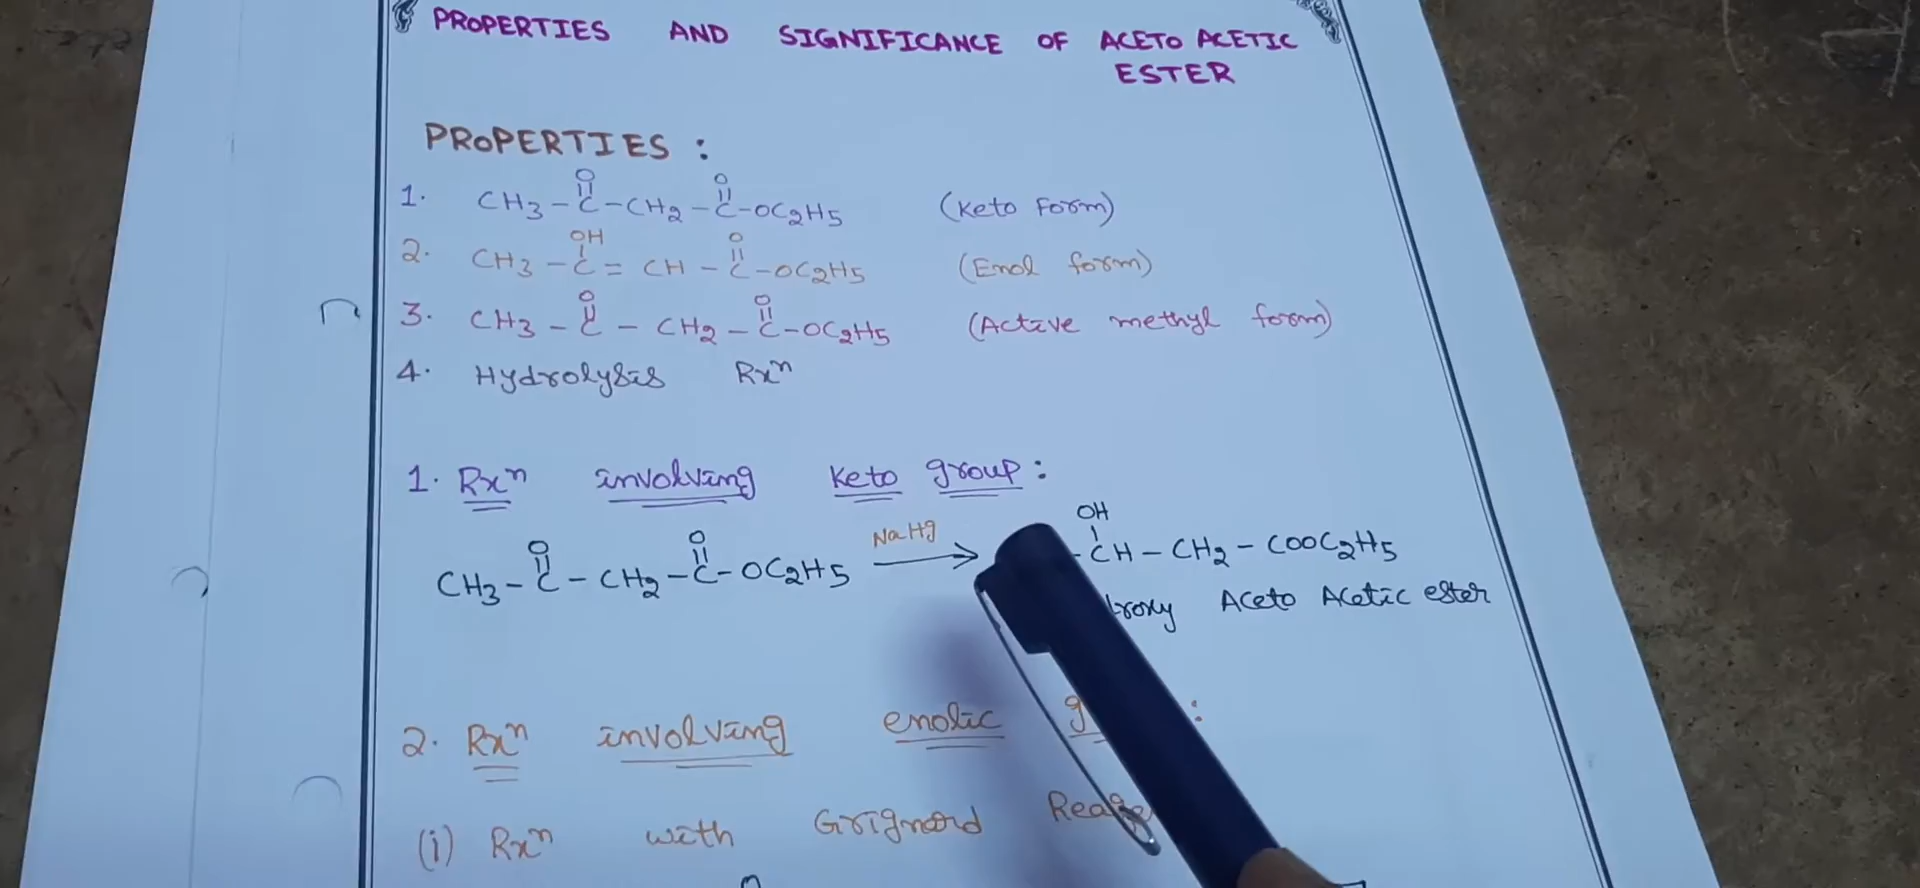 PROPERTIES AND SIGNIFICANCE OF ACETO ACETIC
ESTER
PROPERTIES :
O O
1. CH3 - C - CH2 - C - OC2H5 (Keto Form)
OH O
2. CH3 - C = CH - C - OC2H5 (Enol form)
O O
3. CH3 - C - CH2 - C - OC2H5 (Active methyl form)
4. Hydrolysis Rxn
1. Rxn involving Keto group :
O O NaHg OH
CH3 - C - CH2 - C - OC2H5 → - CH - CH2 - COOC2H5
Aceto Acetic ester
2. Rxn involving enolic :
(i) Rxn with Grignard